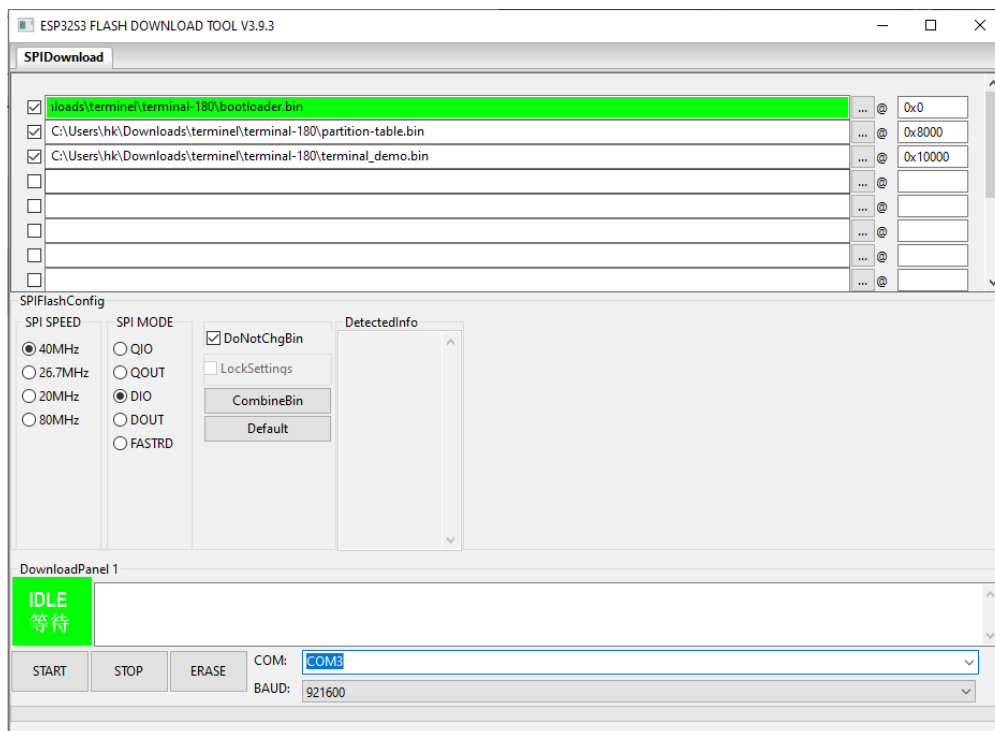 ESP32S3 FLASH DOWNLOAD TOOL V3.9.3
SPIDownload
nloads\terminel\terminal-180\bootloader.bin ... @ 0x0
C:\Users\hk\Downloads\terminel\terminal-180\partition-table.bin ... @ 0x8000
C:\Users\hk\Downloads\terminel\terminal-180\terminal_demo.bin ... @ 0x10000
... @
... @
... @
... @
... @
SPIFlashConfig
SPI SPEED
40MHz
26.7MHz
20MHz
80MHz
SPI MODE
QIO
QOUT
DIO
DOUT
FASTRD
DoNotChgBin
LockSettings
CombineBin
Default
DetectedInfo
DownloadPanel 1
IDLE
等待
START STOP ERASE
COM: COM3
BAUD: 921600